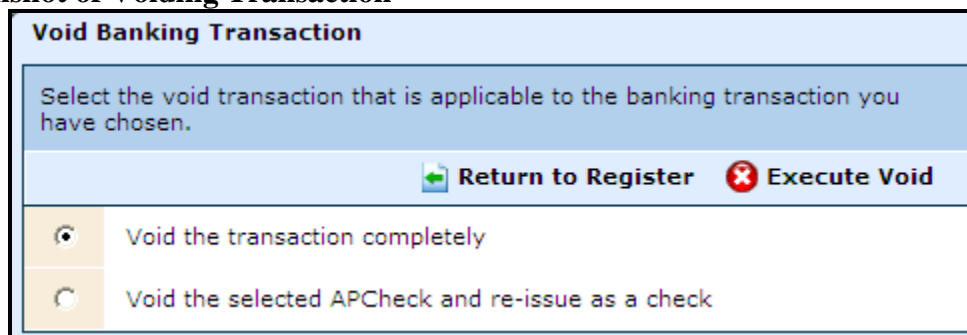 of Voiding Transaction
Void Banking Transaction
Select the void transaction that is applicable to the banking transaction you
have chosen.
Return to Register Execute Void
Void the transaction completely
Void the selected APCheck and re-issue as a check